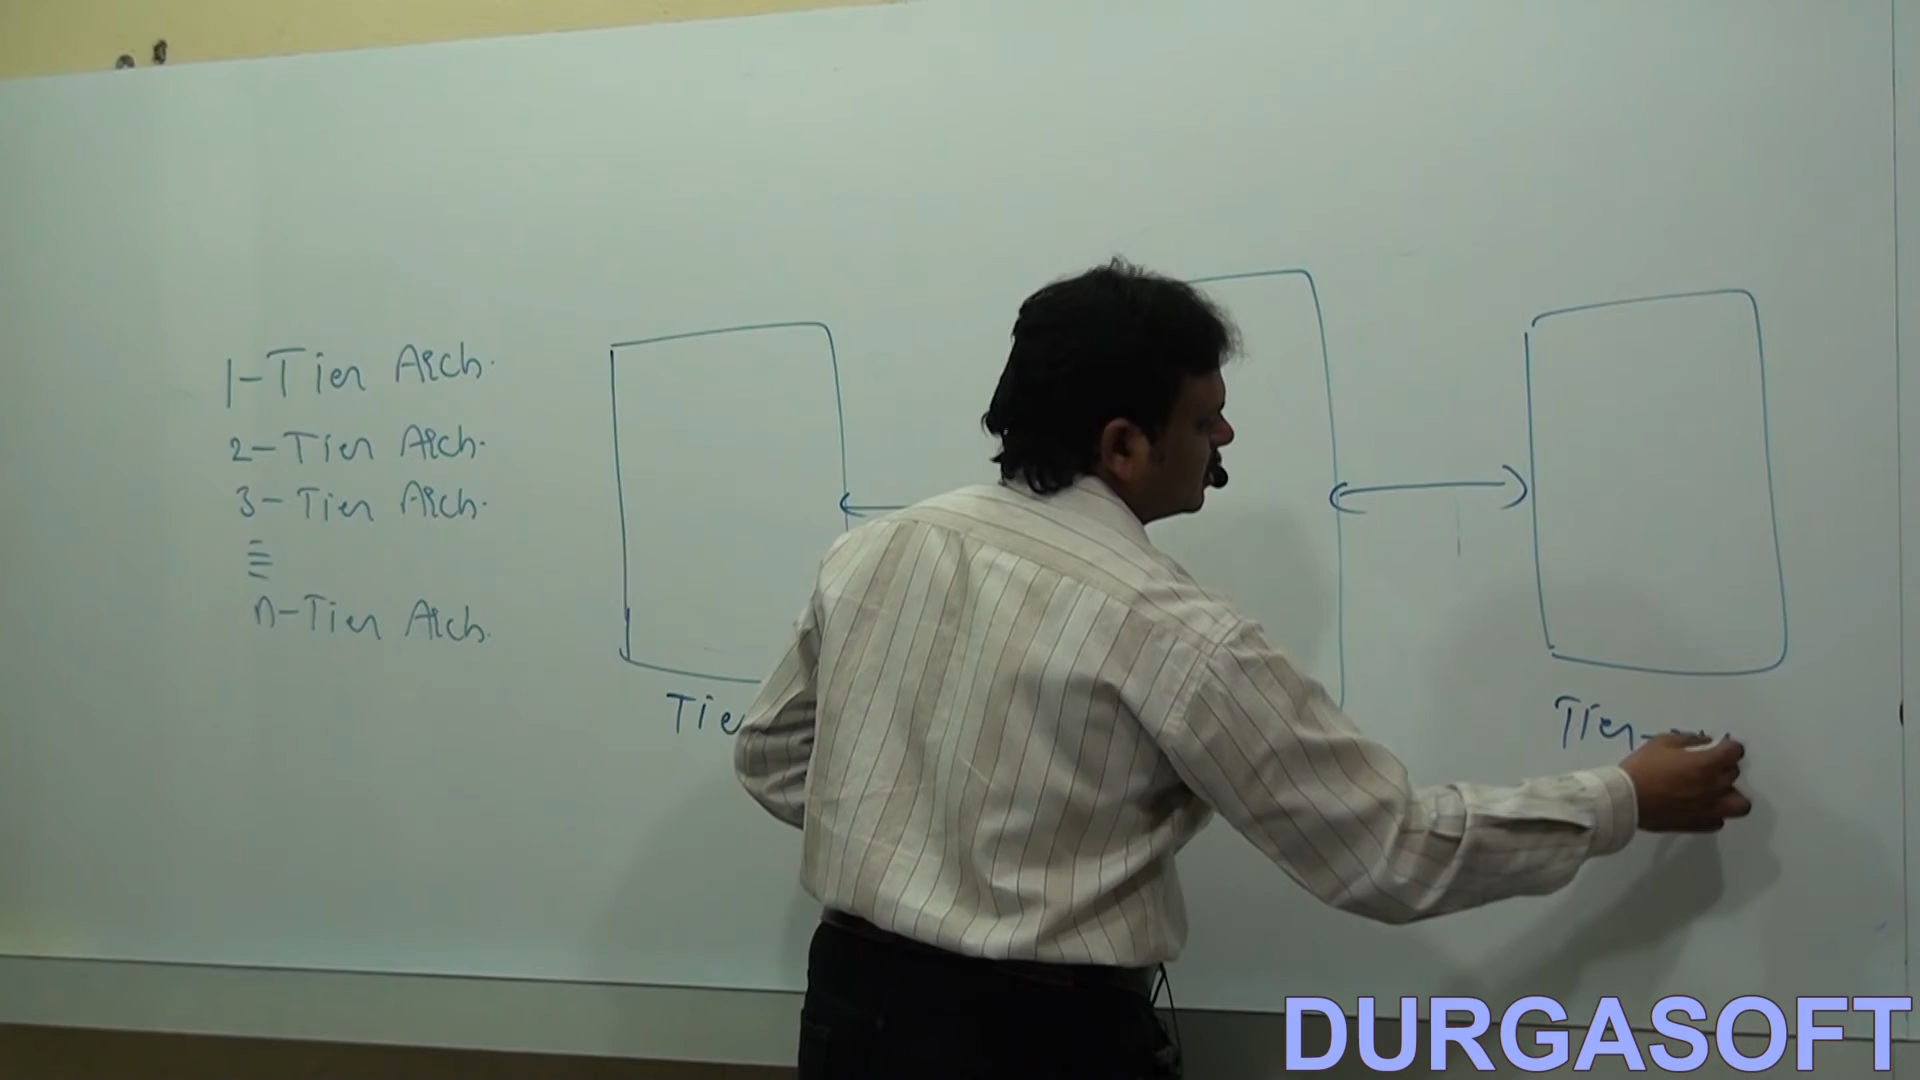 1-Tier Arch.
2-Tier Arch.
3-Tier Arch.
n-Tier Arch.
Tie
Tier-
DURGASOFT